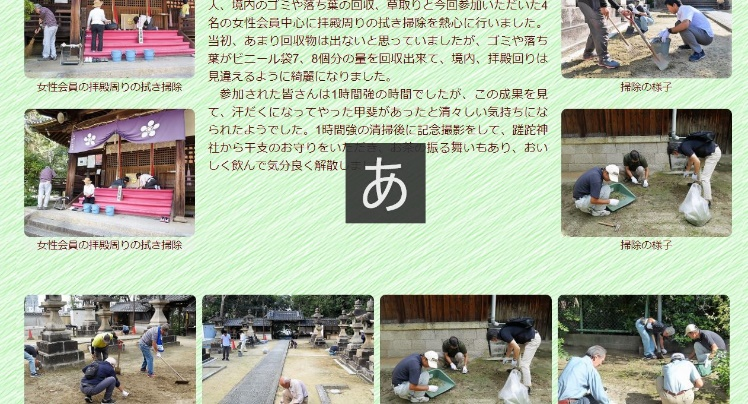 人、境内のゴミや落ち葉の回収、草取りと今回参加いただいた4
名の女性会員中心に拝殿周りの拭き掃除を熱心に行いました。
当初、あまり回収物は出ないと思っていましたが、ゴミや落ち
葉がビニール袋7、8個分の量を回収出来て、境内、拝殿回りは
見違えるように綺麗になりました。
参加された皆さんは1時間強の時間でしたが、この成果を見
て、汗だくになってやった甲斐があったと清々しい気持ちにな
られたようでした。1時間強の清掃後に記念撮影をして、蹉跎神
社から干支のお守りをいただき、お茶の振る舞いもあり、おい
しく飲んで気分良く解散し
あ
女性会員の拝殿周りの拭き掃除
掃除の様子
女性会員の拝殿周りの拭き掃除
掃除の様子